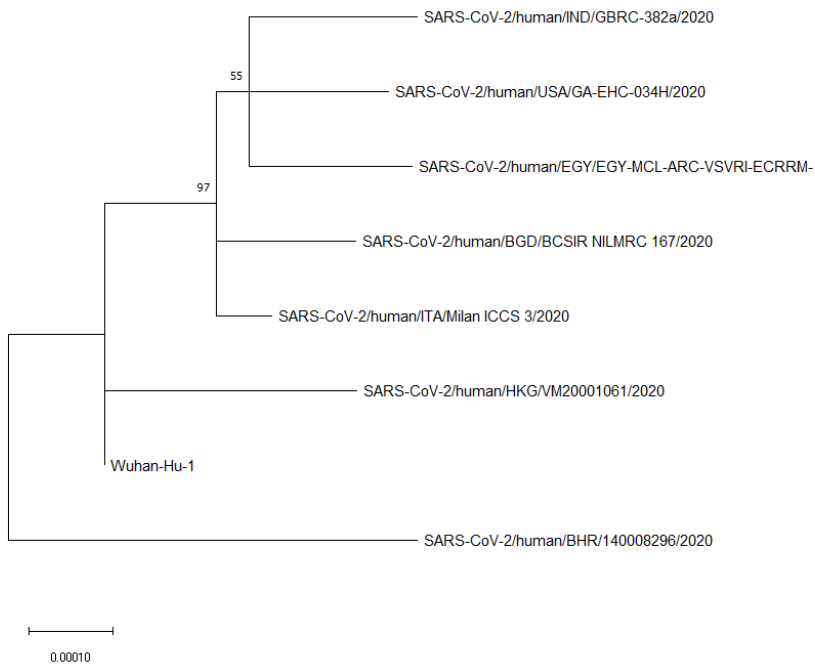 SARS-CoV-2/human/IND/GBRC-382a/2020
55
SARS-CoV-2/human/USA/GA-EHC-034H/2020
SARS-CoV-2/human/EGY/EGY-MCL-ARC-VSVRI-ECRRM-
97
SARS-CoV-2/human/BGD/BCSIR NILMRC 167/2020
SARS-CoV-2/human/ITA/Milan ICCS 3/2020
SARS-CoV-2/human/HKG/VM20001061/2020
Wuhan-Hu-1
SARS-CoV-2/human/BHR/140008296/2020
0.00010